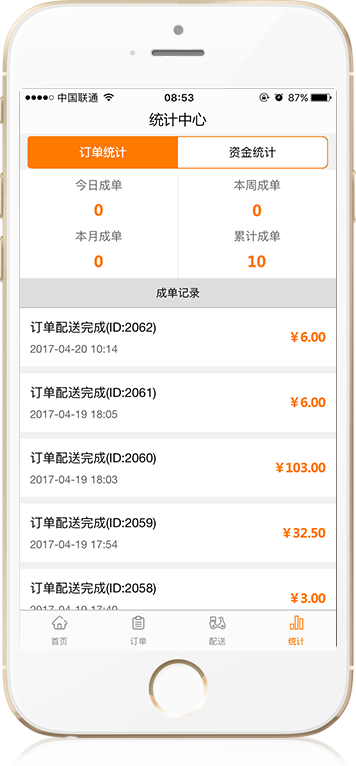 中国联通 08:53 87%
统计中心
订单统计 资金统计
今日成单 本周成单
0 0
本月成单 累计成单
0 10
成单记录
订单配送完成(ID:2062)
¥6.00
2017-04-20 10:14
订单配送完成(ID:2061)
¥6.00
2017-04-19 18:05
订单配送完成(ID:2060)
¥103.00
2017-04-19 18:03
订单配送完成(ID:2059)
¥32.50
2017-04-19 17:54
订单配送完成(ID:2058)
¥3.00
2017-04-19 17:40
首页 订单 配送 统计